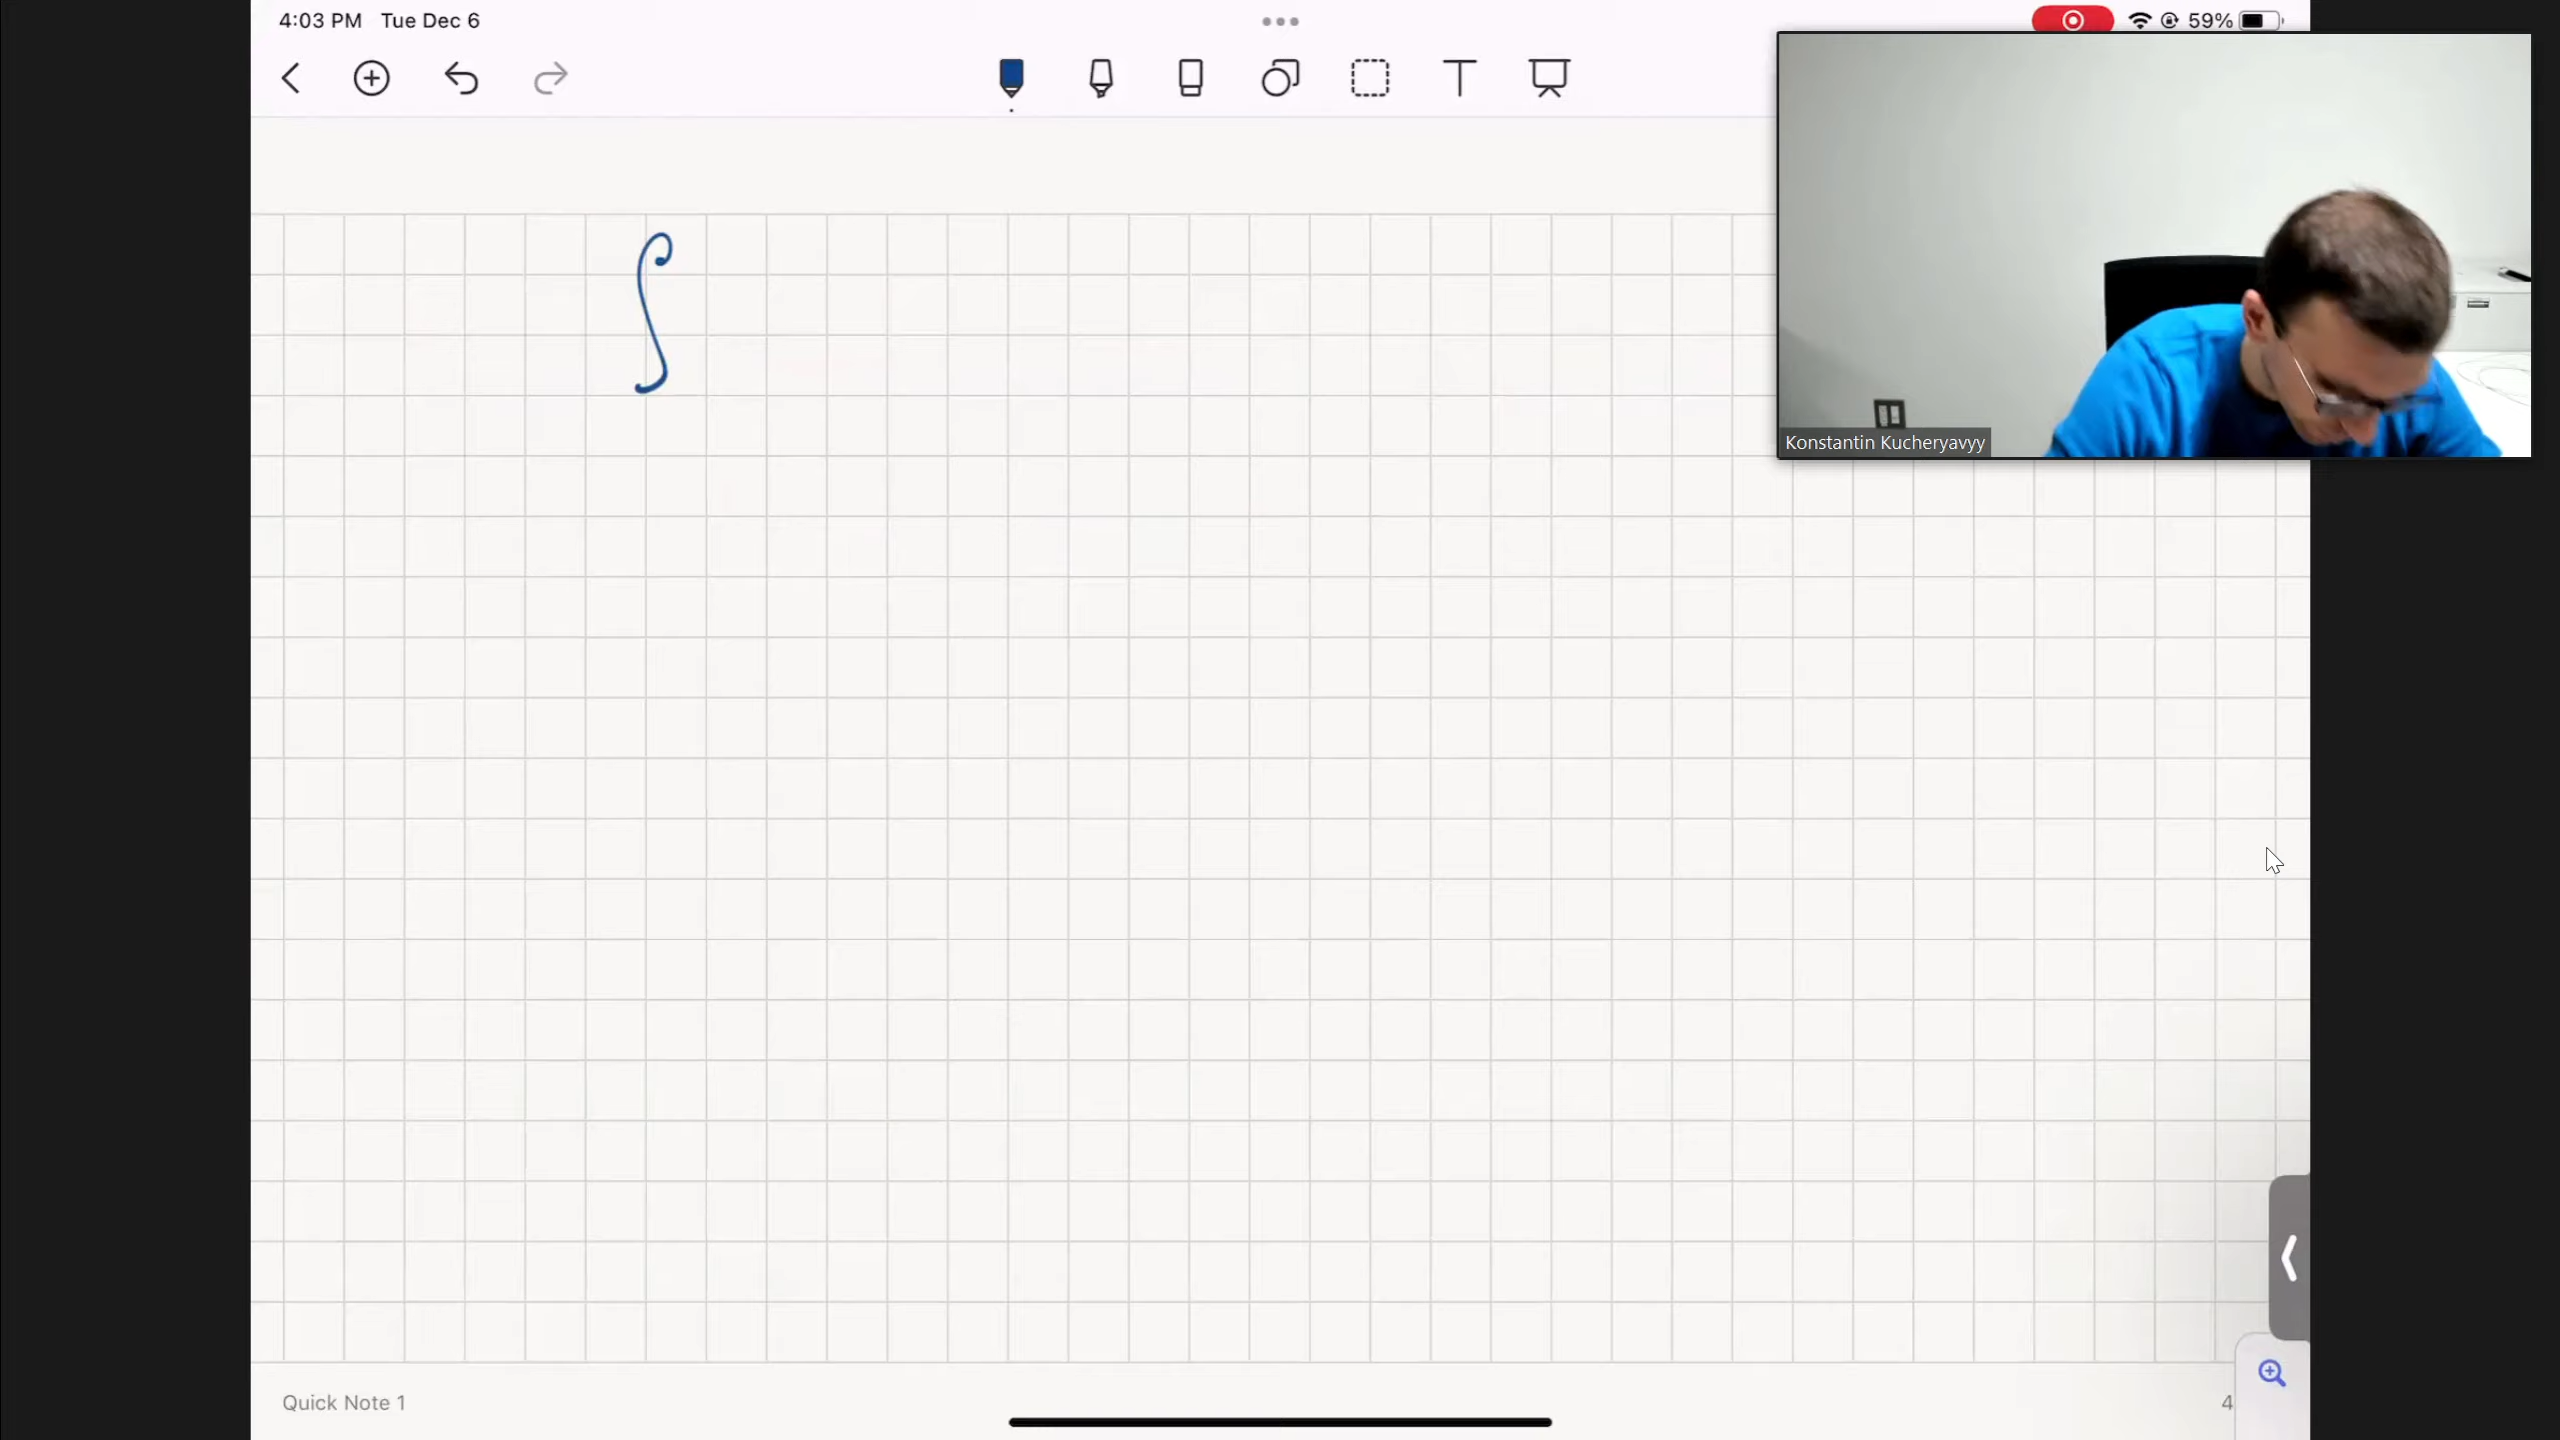 4:03 PM Tue Dec 6
59%
T
Konstantin Kucheryavyy
∫
Quick Note 1
4